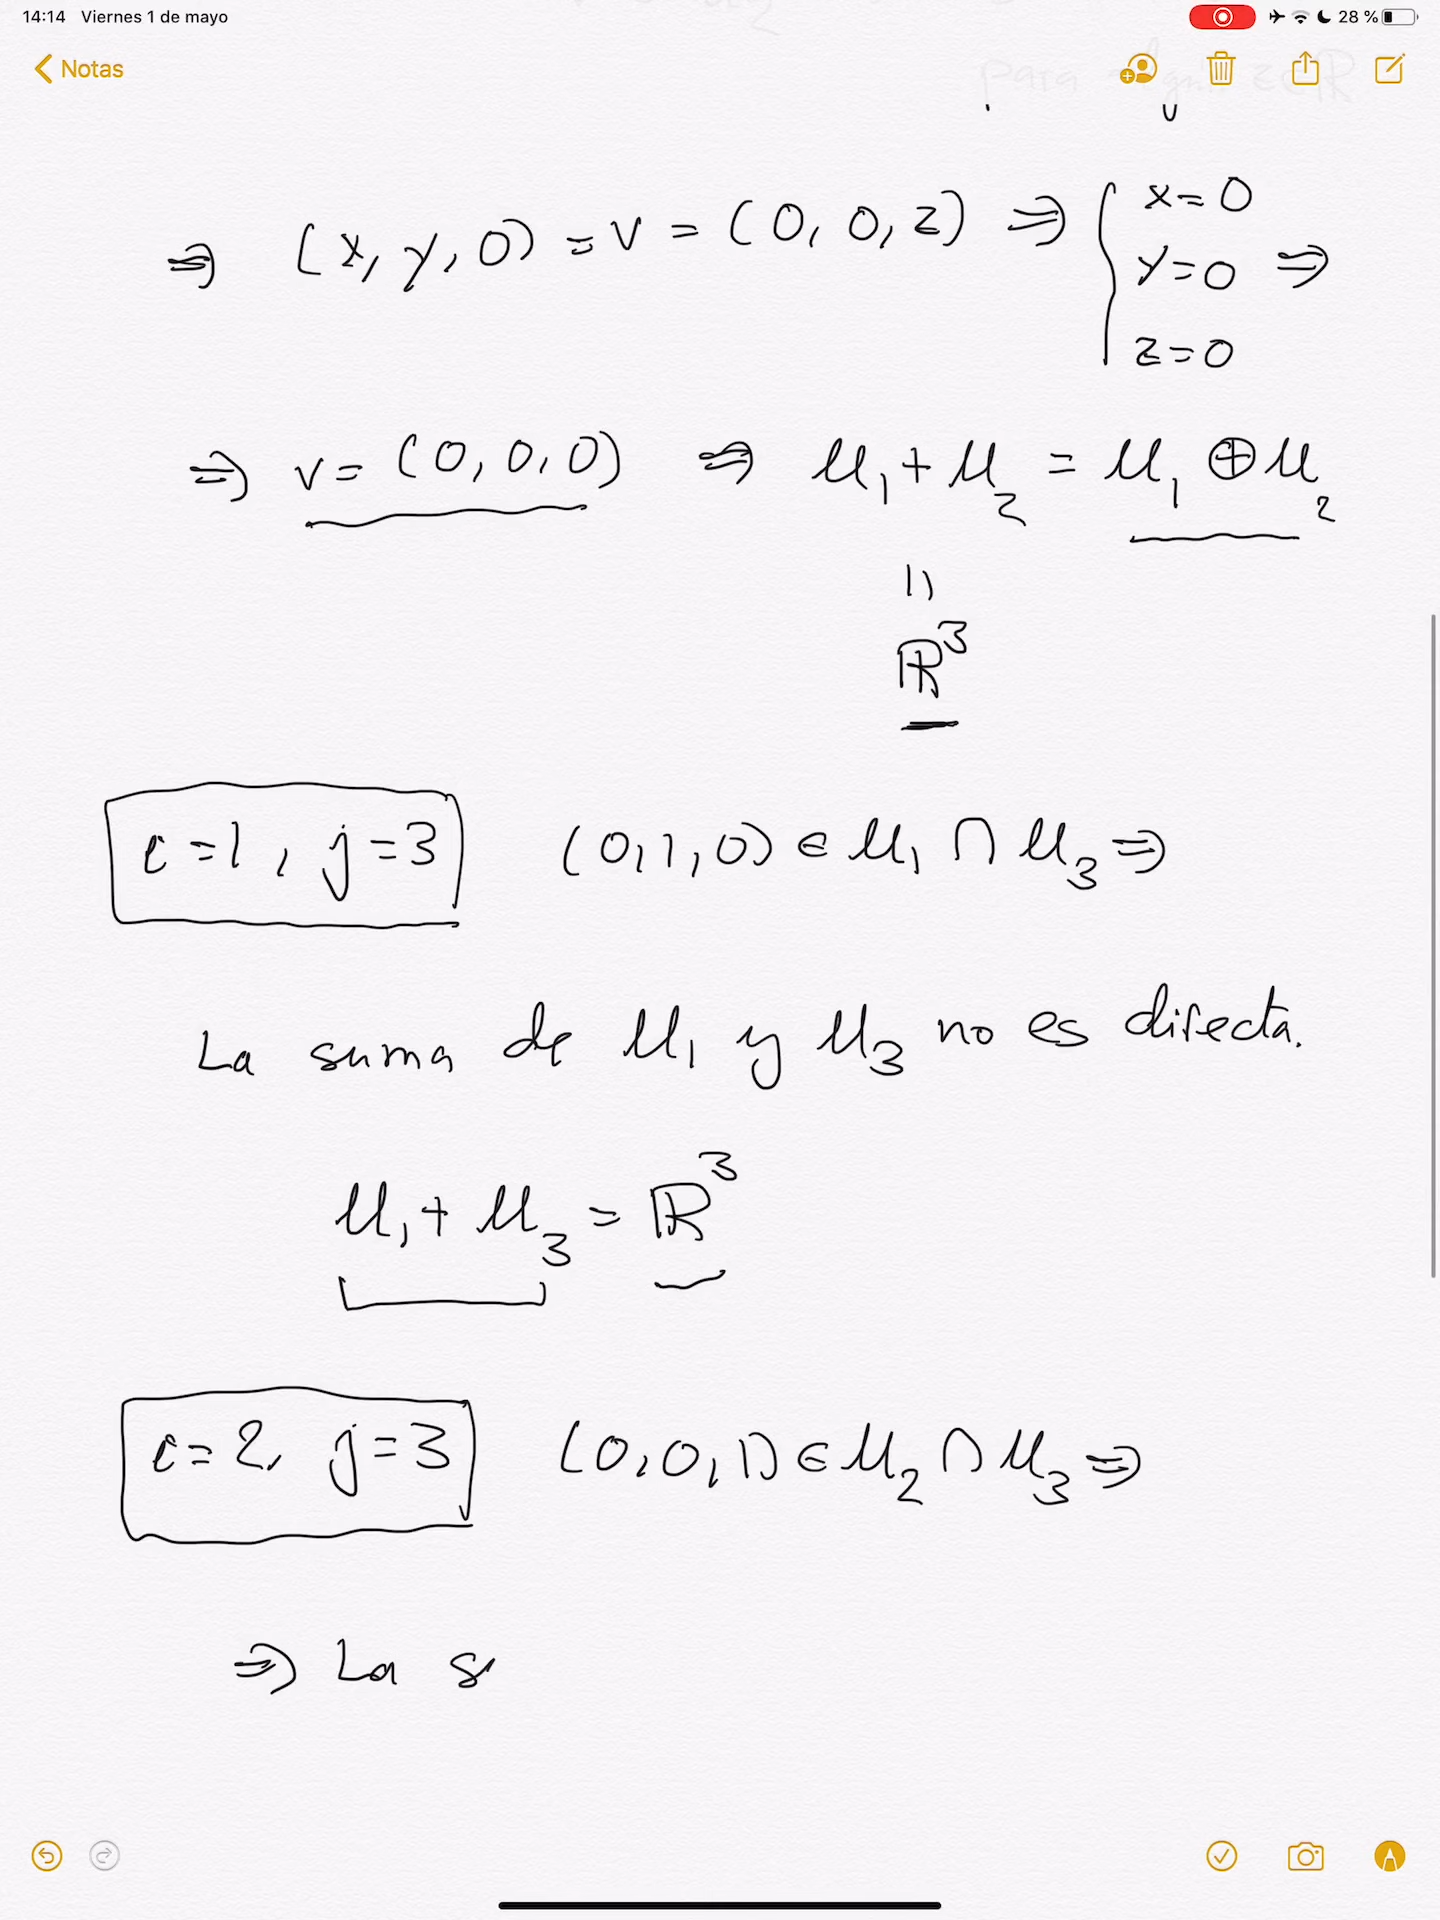 14:14 Viernes 1 de mayo 28 %
Notas
para z∈ℝ
⇒ (x, y, 0) = v = (0, 0, z) ⇒ { x=0
y=0 ⇒
z=0
⇒ v = (0, 0, 0) ⇒ U₁ + U₂ = U₁ ⊕ U₂
||
ℝ³
i=1, j=3 (0, 1, 0) ∈ U₁ ∩ U₃ ⇒
La suma de U₁ y U₃ no es directa.
U₁ + U₃ = ℝ³
i=2, j=3 (0, 0, 1) ∈ U₂ ∩ U₃ ⇒
⇒ La su